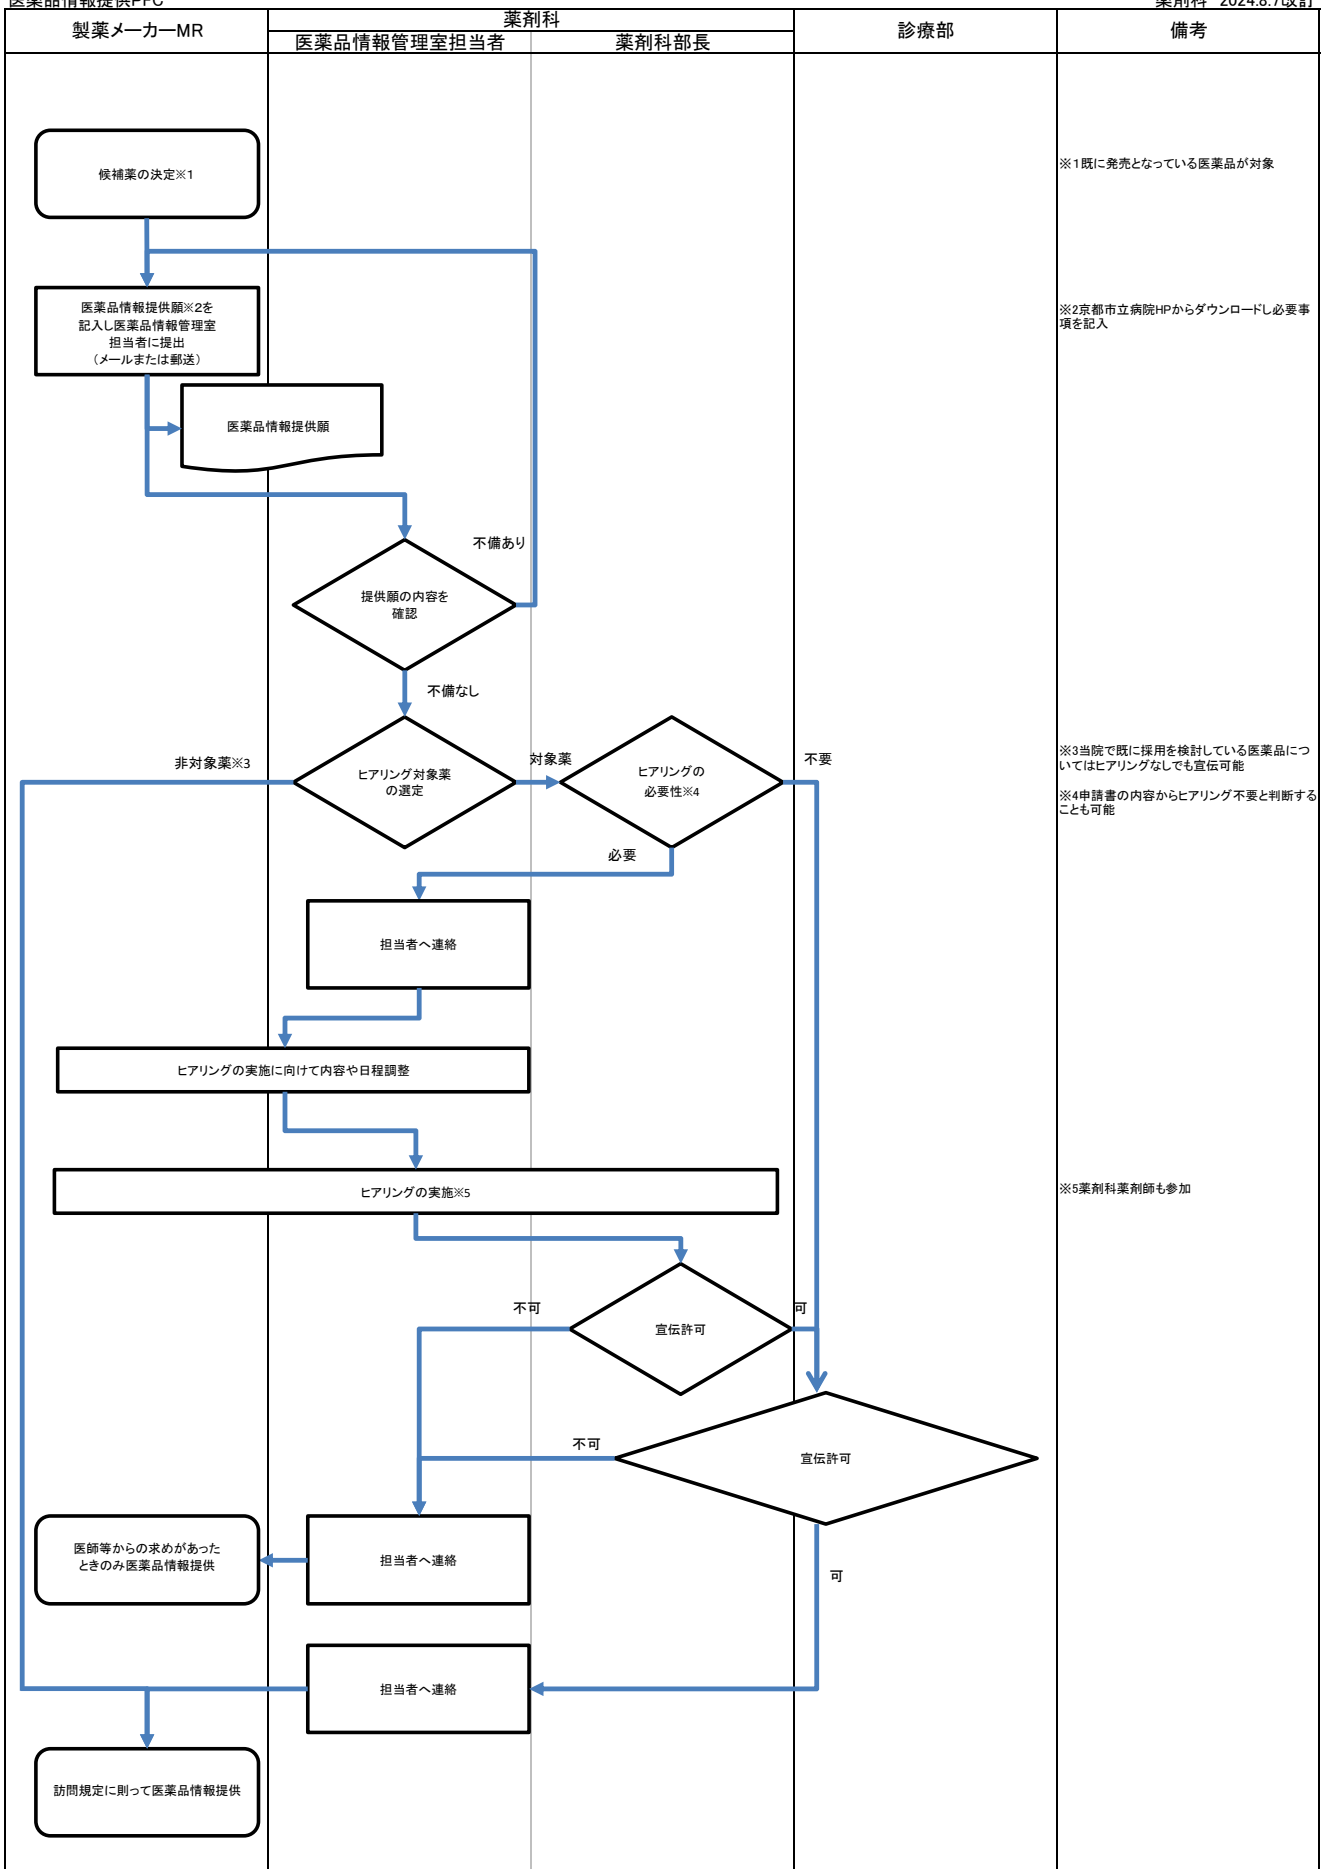 医薬品情報提供PFC
薬剤科 2024.8.7改訂
製薬メーカーMR
薬剤科
医薬品情報管理室担当者
薬剤科部長
診療部
備考
候補薬の決定※1
※1既に発売となっている医薬品が対象
医薬品情報提供願※2を
記入し医薬品情報管理室
担当者に提出
（メールまたは郵送）
※2京都市立病院HPからダウンロードし必要事
項を記入
医薬品情報提供願
不備あり
提供願の内容を
確認
不備なし
非対象薬※3
ヒアリング対象薬
の選定
対象薬
ヒアリングの
必要性※4
不要
※3当院で既に採用を検討している医薬品につ
いてはヒアリングなしでも宣伝可能
※4申請書の内容からヒアリング不要と判断する
ことも可能
必要
担当者へ連絡
ヒアリングの実施に向けて内容や日程調整
ヒアリングの実施※5
※5薬剤科薬剤師も参加
不可
宣伝許可
可
不可
宣伝許可
医師等からの求めがあった
ときのみ医薬品情報提供
担当者へ連絡
可
担当者へ連絡
訪問規定に則って医薬品情報提供